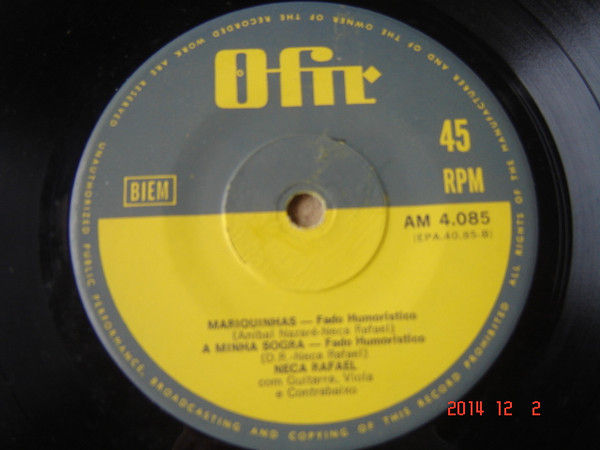 ALL RIGHTS OF THE MANUFACTURER AND OF THE OWNER OF THE RECORDED WORK ARE RESERVED
UNAUTHORIZED PUBLIC PERFORMANCE, BROADCASTING AND COPYING OF THIS RECORD PROHIBITED
Ofir
45
RPM
BIEM
AM 4.085
(EPA.40.85-B)
MARIQUINHAS — Fado Humoristico
(Anibal Nazaré-Neca Rafael)
A MINHA SOGRA — Fado Humoristico
(D.R.-Neca Rafael)
NECA RAFAEL
com Guitarra, Viola
e Contrabaixo
2014 12 2